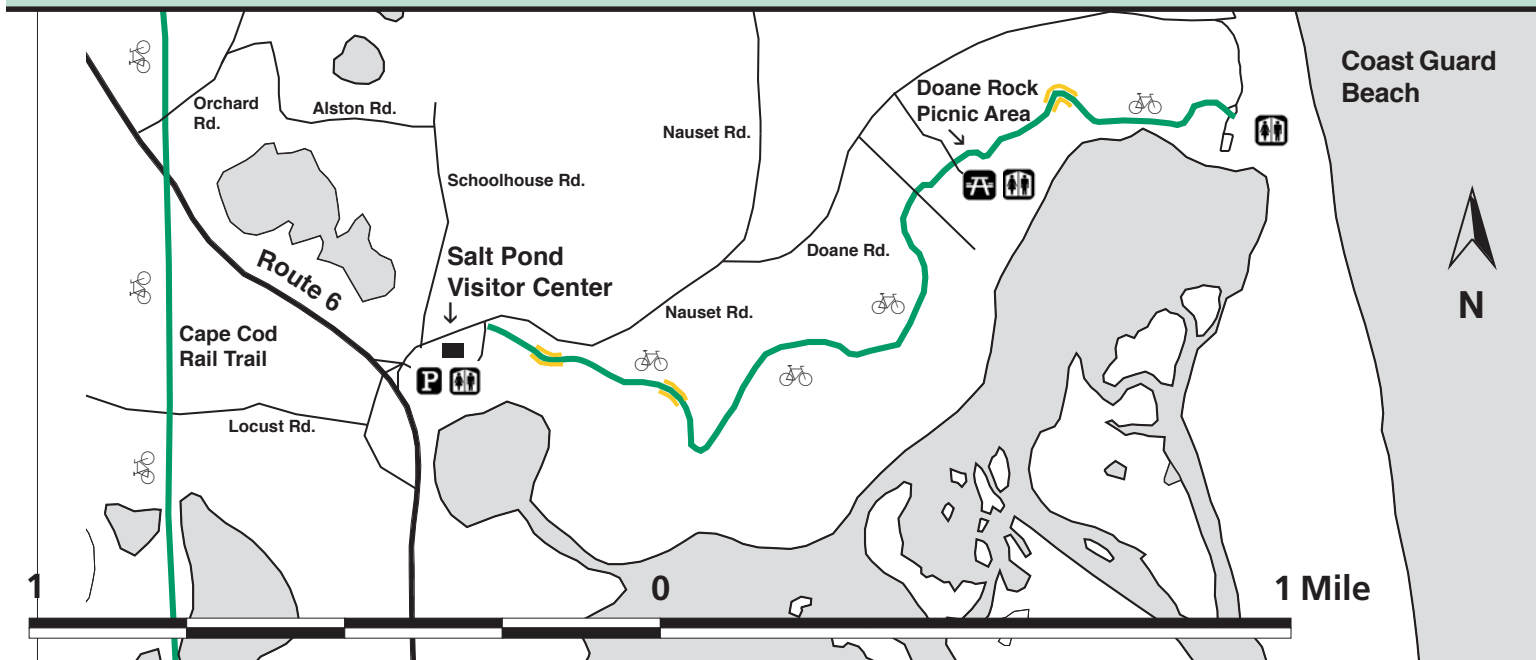 Coast Guard
Beach
Doane Rock
Picnic Area
Orchard
Rd.
Alston Rd.
Nauset Rd.
Schoolhouse Rd.
Salt Pond
Visitor Center
Doane Rd.
Route 6
N
Nauset Rd.
Cape Cod
Rail Trail
P
Locust Rd.
1 0 1 Mile